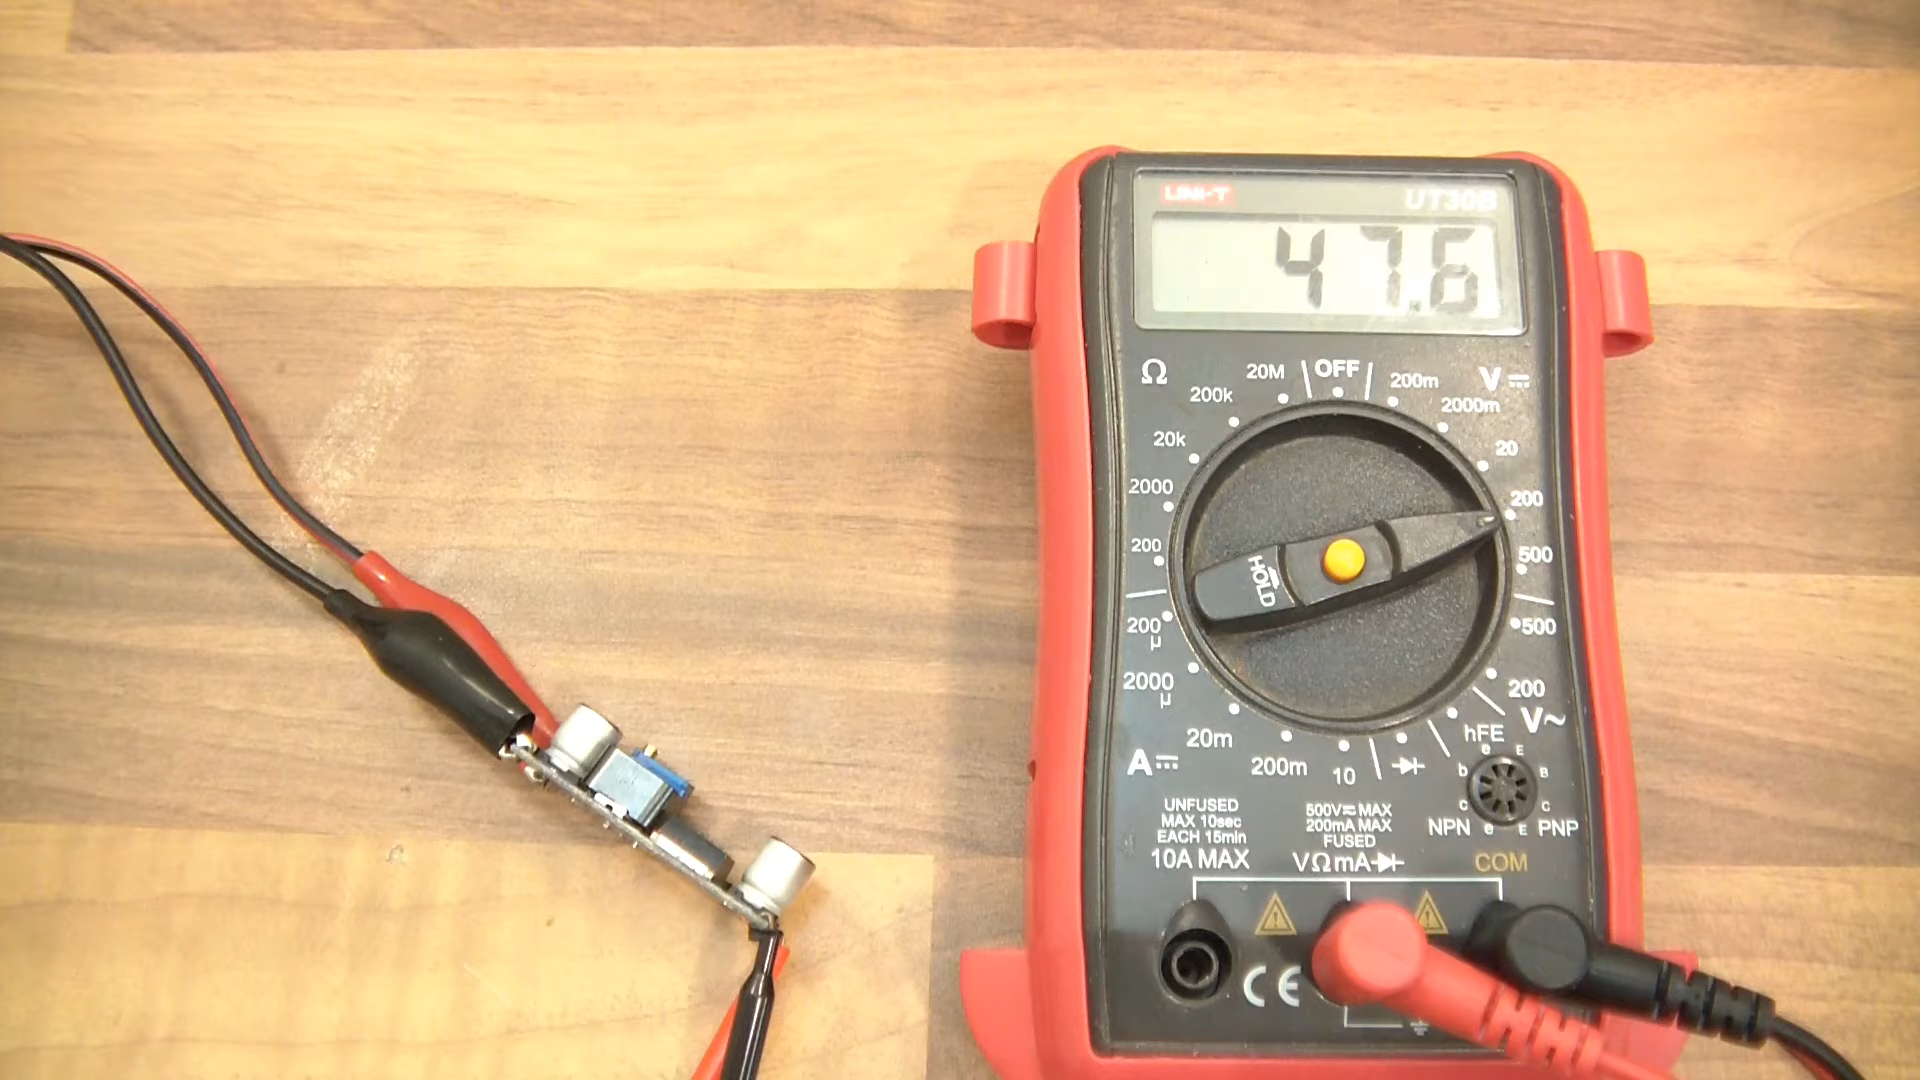 UNI-T UT30B
47.6
Ω 20M OFF 200m V
200k 2000m
20k 20
2000 200
200 500
200μ 500
2000μ 200
HOLD
V~
20m hFE
A 200m 10
e E
b B
c C
NPN e E PNP
UNFUSED
MAX 10sec
EACH 15min
10A MAX
500V MAX
200mA MAX
FUSED
VΩmA
COM
CE